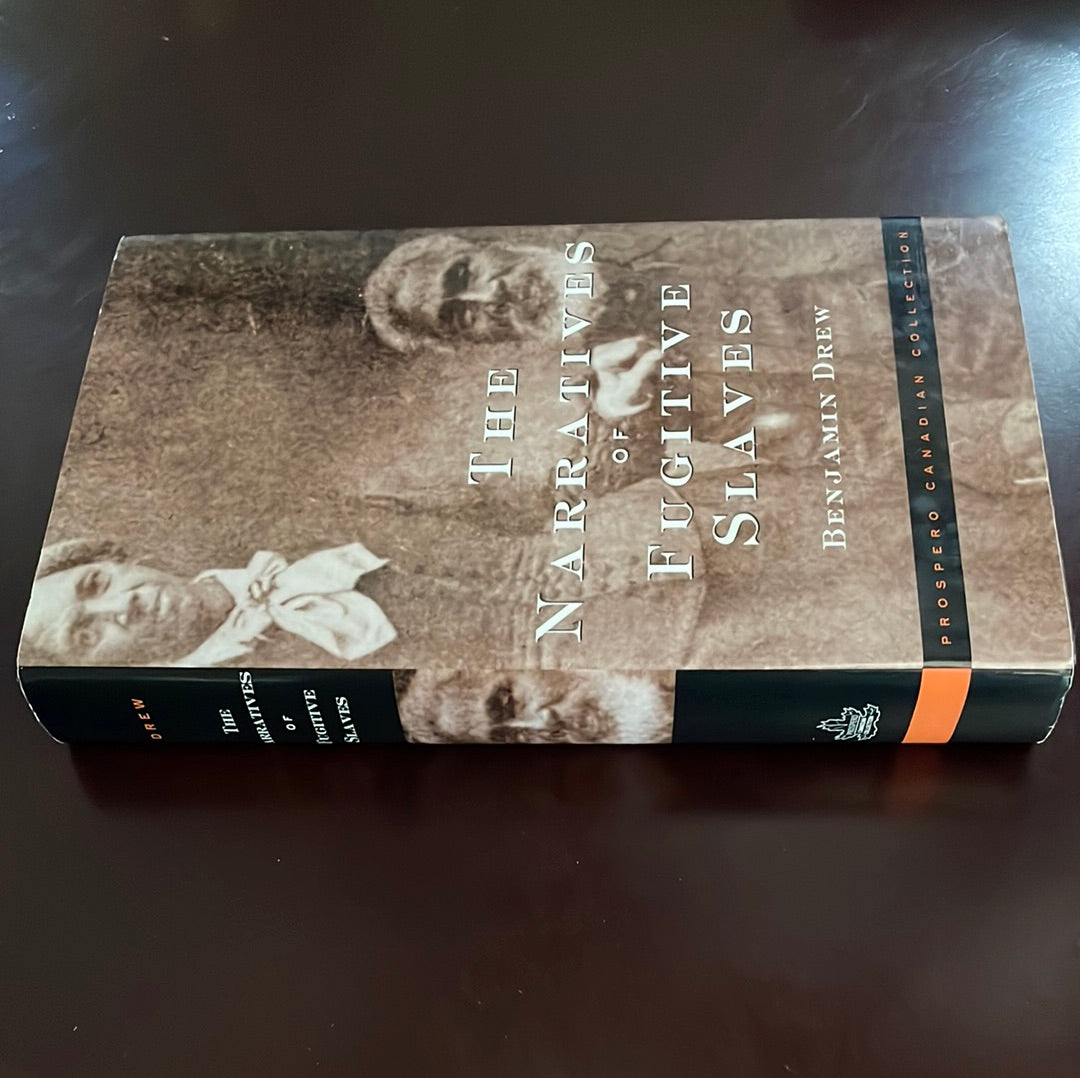 THE
NARRATIVES
OF
FUGITIVE
SLAVES
BENJAMIN DREW
PROSPERO CANADIAN COLLECTION
DREW
THE
NARRATIVES
OF
FUGITIVE
SLAVES